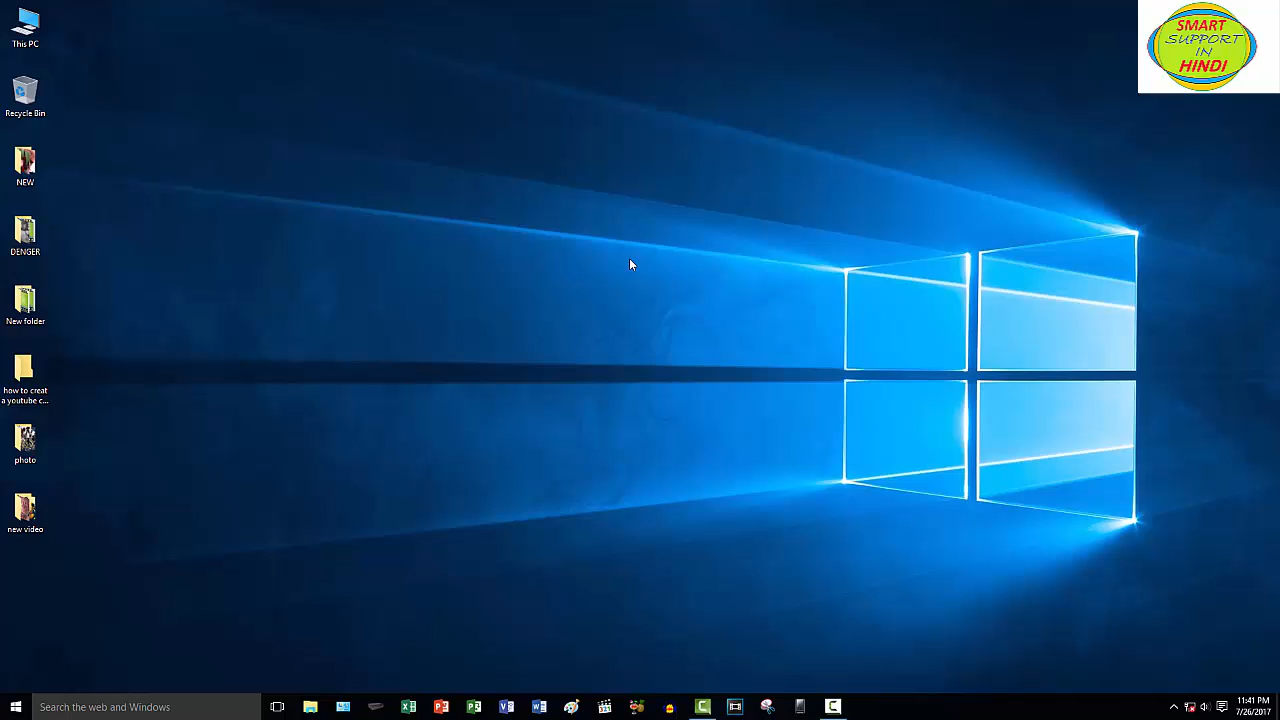 This PC
Recycle Bin
NEW
DENGER
New folder
how to creat
a youtube c...
photo
new video
SMART
SUPPORT
IN
HINDI
Search the web and Windows
11:41 PM
7/26/2017